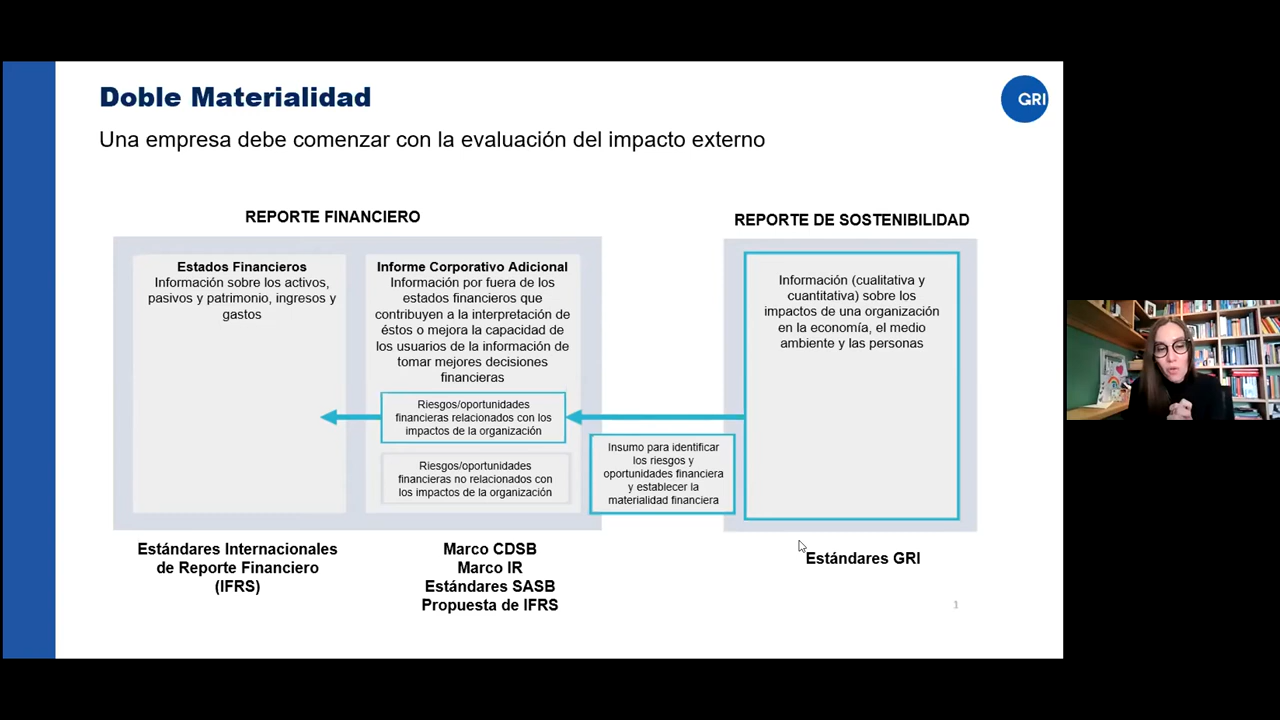 Doble Materialidad
GRI
Una empresa debe comenzar con la evaluación del impacto externo
REPORTE FINANCIERO
Estados Financieros
Información sobre los activos,
pasivos y patrimonio, ingresos y
gastos
Informe Corporativo Adicional
Información por fuera de los
estados financieros que
contribuyen a la interpretación de
éstos o mejora la capacidad de
los usuarios de la información de
tomar mejores decisiones
financieras
Riesgos/oportunidades
financieras relacionados con los
impactos de la organización
Riesgos/oportunidades
financieras no relacionados con
los impactos de la organización
Insumo para identificar
los riesgos y
oportunidades financiera
y establecer la
materialidad financiera
REPORTE DE SOSTENIBILIDAD
Información (cualitativa y
cuantitativa) sobre los
impactos de una organización
en la economía, el medio
ambiente y las personas
Estándares Internacionales
de Reporte Financiero
(IFRS)
Marco CDSB
Marco IR
Estándares SASB
Propuesta de IFRS
Estándares GRI
1